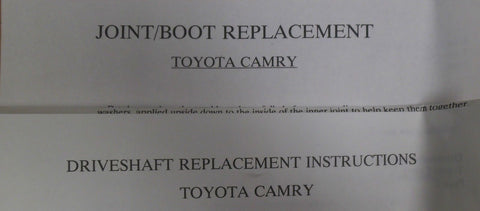 JOINT/BOOT REPLACEMENT
TOYOTA CAMRY
washers, applied upside down to the inside of the inner joint to help keep them together.
DRIVESHAFT REPLACEMENT INSTRUCTIONS
TOYOTA CAMRY